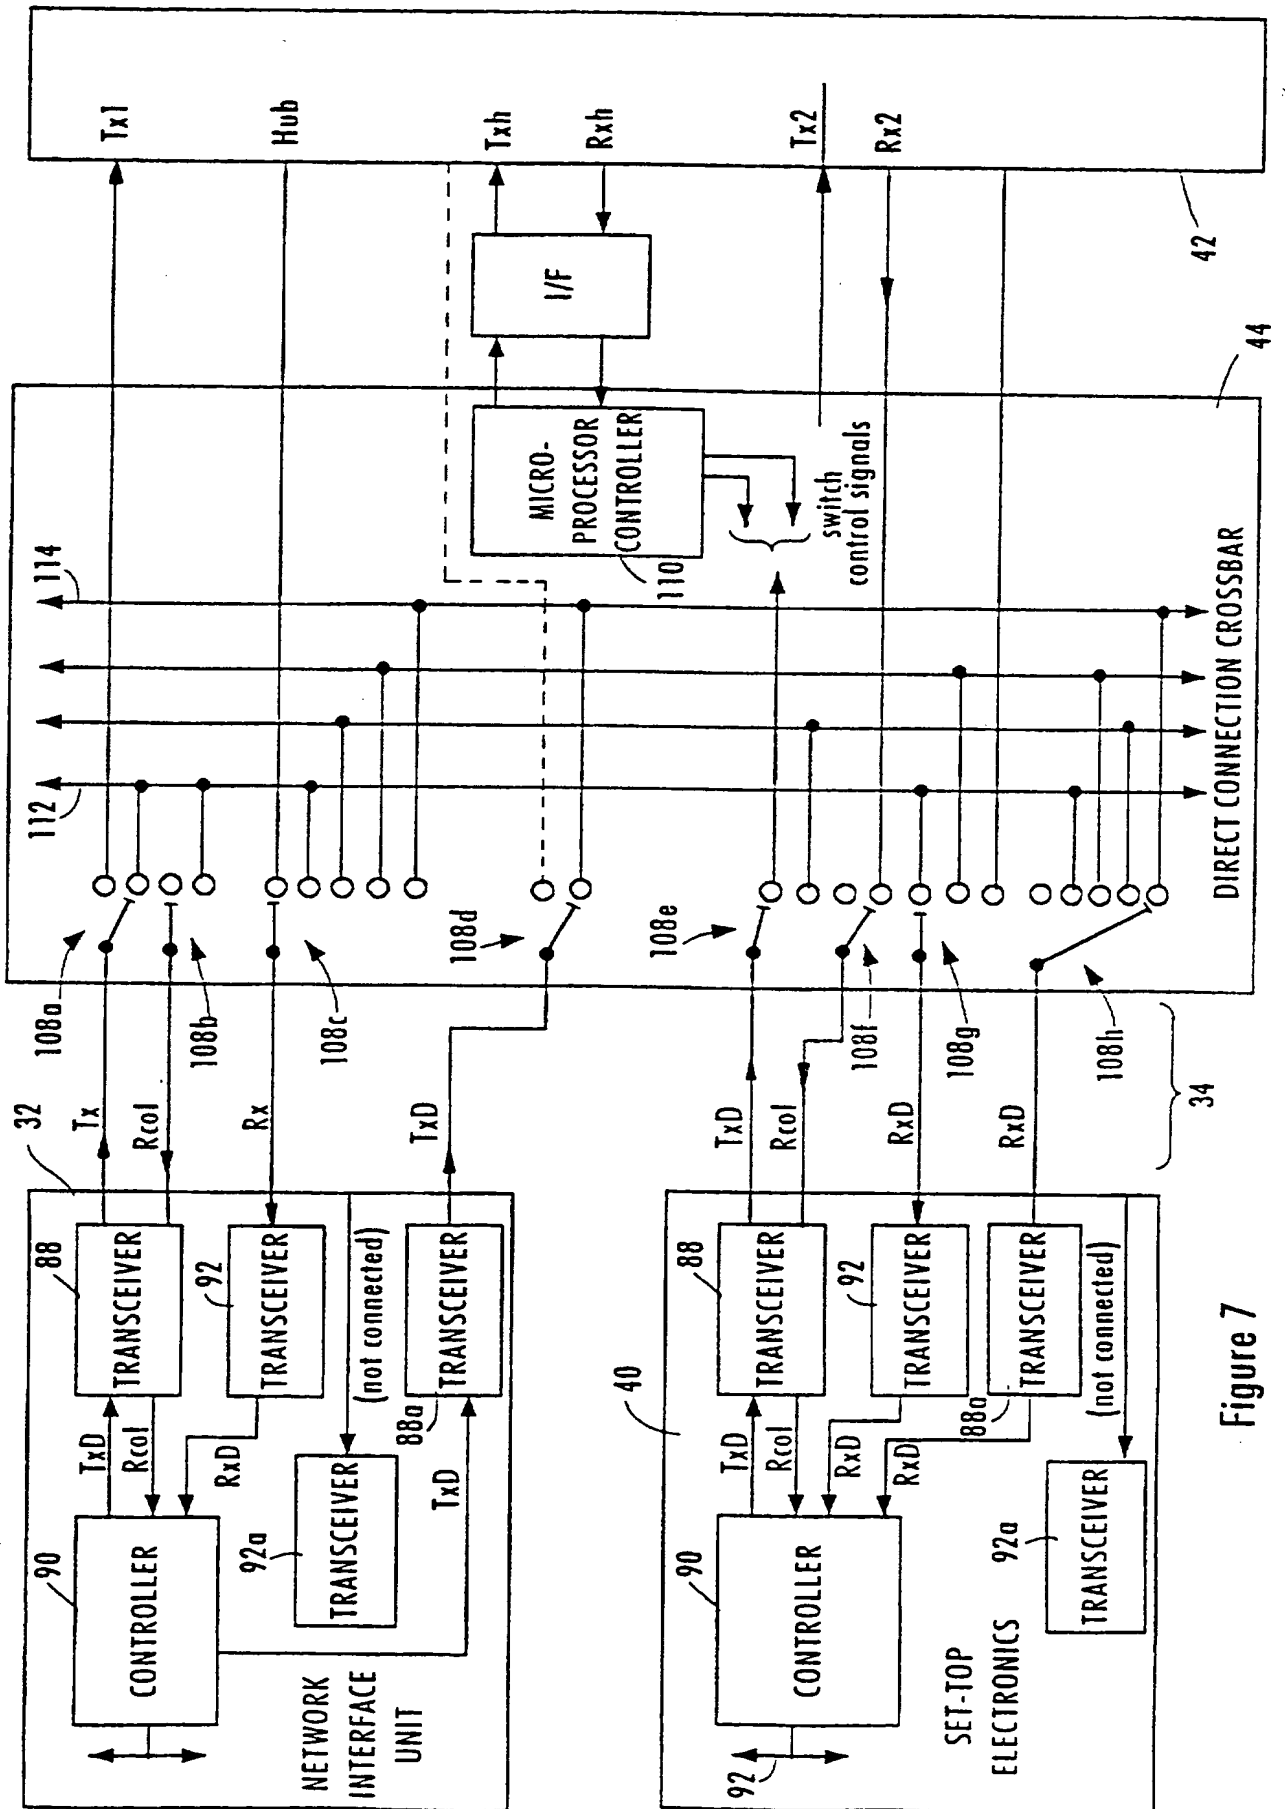 Tx1
Hub
Txh
Rxh
Tx2
Rx2
42
I/F
MICRO-
PROCESSOR
CONTROLLER
110
switch
control signals
44
114
112
DIRECT CONNECTION CROSSBAR
108a
108b
108c
108d
108e
108f
108g
108h
34
32
Tx
Rcol
Rx
TxD
88
TRANSCEIVER
92
TRANSCEIVER
(not connected)
88a
TRANSCEIVER
TxD
Rcol
RxD
TxD
92a
TRANSCEIVER
90
CONTROLLER
NETWORK
INTERFACE
UNIT
TxD
Rcol
RxD
RxD
40
88
TRANSCEIVER
92
TRANSCEIVER
88a
TRANSCEIVER
(not connected)
TxD
Rcol
RxD
RxD
92a
TRANSCEIVER
90
CONTROLLER
92
SET-TOP
ELECTRONICS
Figure 7